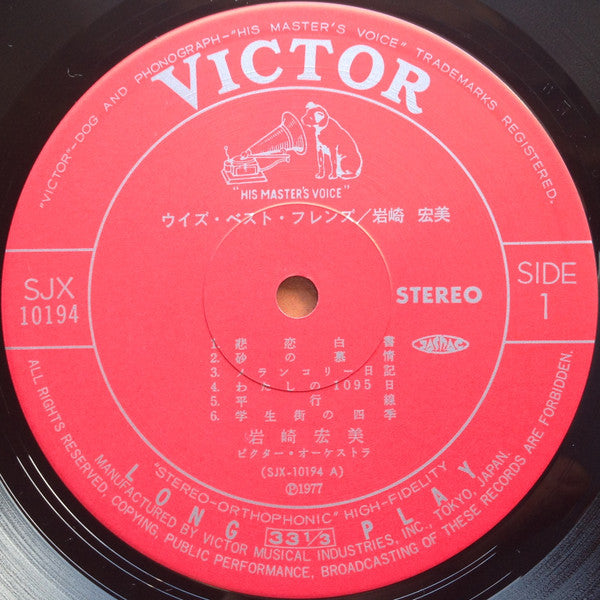 "VICTOR"–DOG AND PHONOGRAPH–"HIS MASTER'S VOICE" TRADEMARKS REGISTERED.
VICTOR
"HIS MASTER'S VOICE"
ウイズ・ベスト・フレンズ/岩崎 宏美
SJX
10194
STEREO
SIDE
1
1. 悲恋白書
2. 砂の慕情
3. メランコリー日記
4. わたしの1095日
5. 平行線
6. 学生街の四季
JASRAC
岩崎宏美
ビクター・オーケストラ
(SJX-10194 A)
Ⓟ1977
"STEREO-ORTHOPHONIC" HIGH-FIDELITY
LONG 33 1/3 PLAY
ALL RIGHTS RESERVED. MANUFACTURED BY VICTOR MUSICAL INDUSTRIES, INC., TOKYO, JAPAN.
COPYING, PUBLIC PERFORMANCE, BROADCASTING OF THESE RECORDS ARE FORBIDDEN.